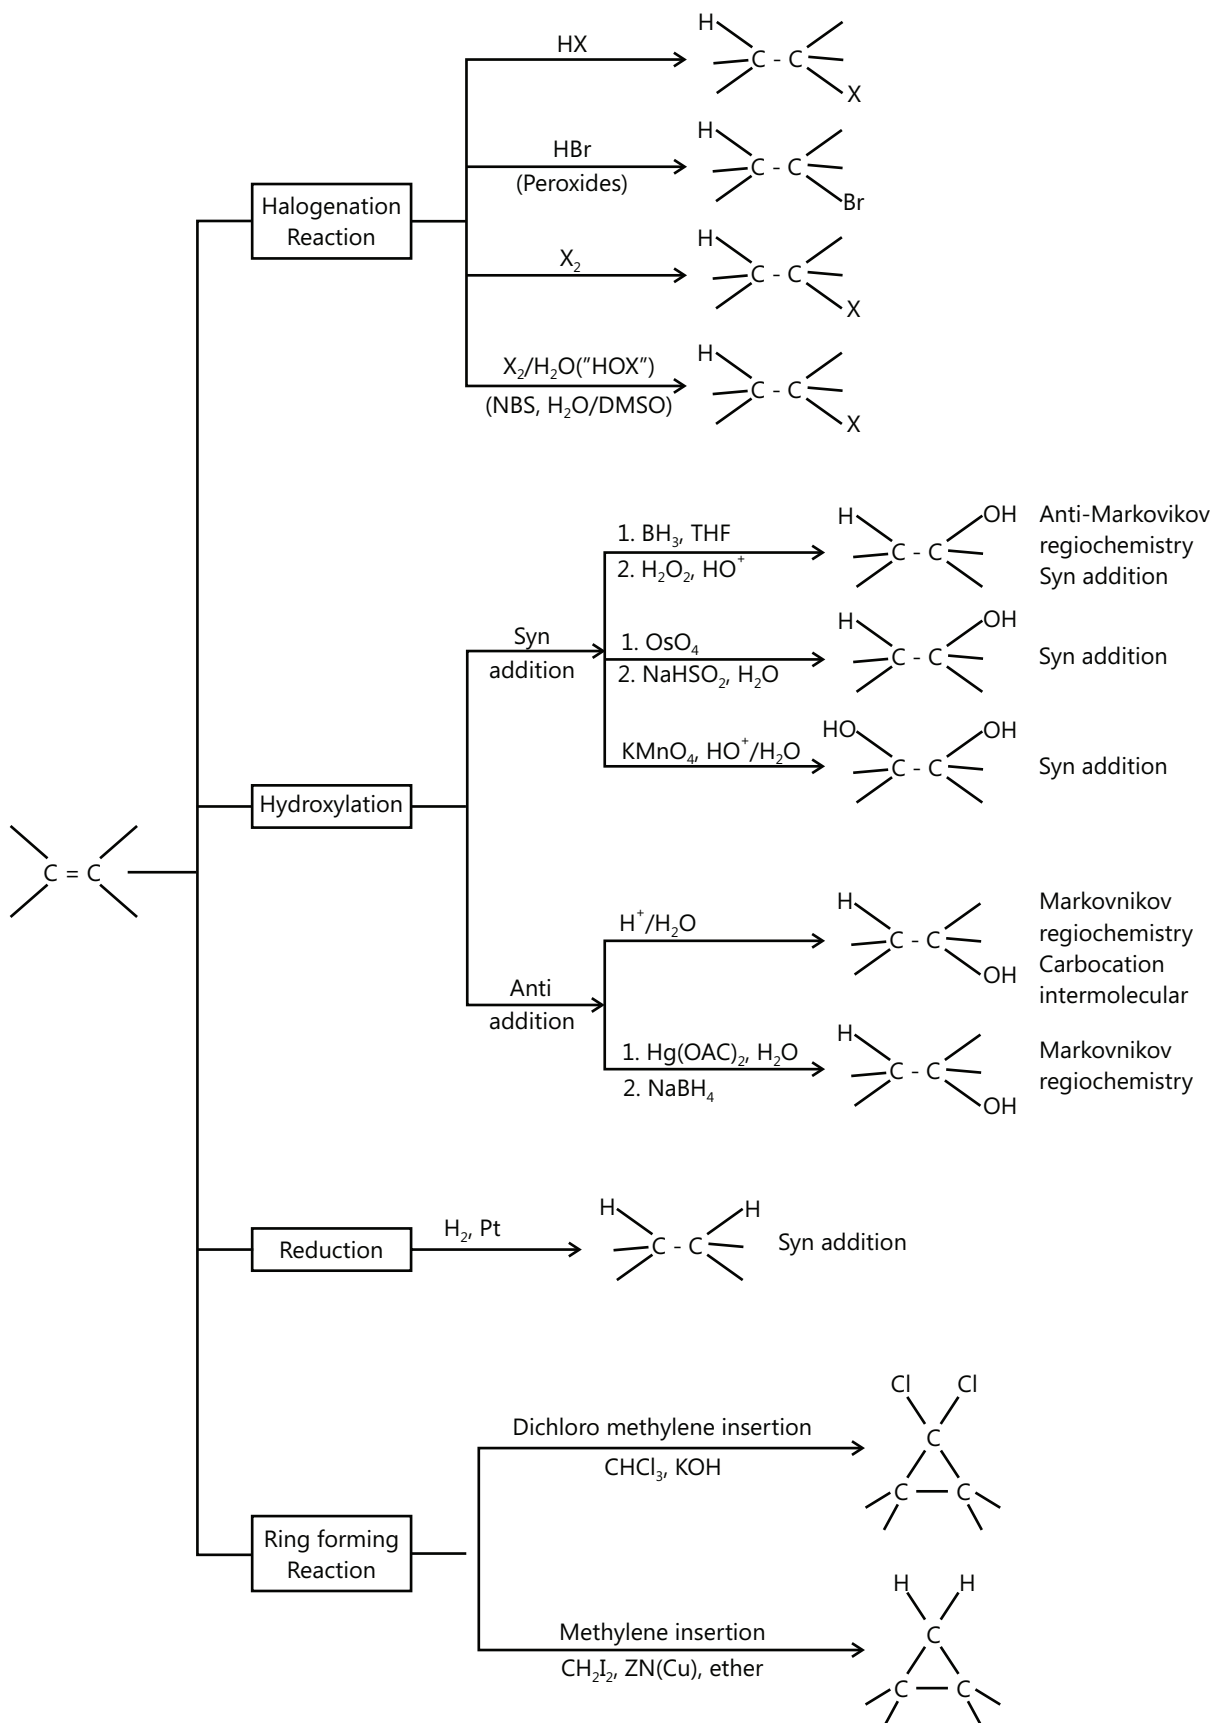 HX
H
C - C
X
HBr
(Peroxides)
H
C - C
Br
Halogenation
Reaction
X₂
H
C - C
X
X₂/H₂O("HOX")
(NBS, H₂O/DMSO)
H
C - C
X
1. BH₃, THF
2. H₂O₂, HO⁺
H
OH
C - C
Anti-Markovikov
regiochemistry
Syn addition
Syn
addition
1. OsO₄
2. NaHSO₂, H₂O
H
OH
C - C
Syn addition
KMnO₄, HO⁺/H₂O
HO
OH
C - C
Syn addition
Hydroxylation
C = C
H⁺/H₂O
H
C - C
OH
Markovnikov
regiochemistry
Carbocation
intermolecular
Anti
addition
1. Hg(OAC)₂, H₂O
2. NaBH₄
H
C - C
OH
Markovnikov
regiochemistry
Reduction
H₂, Pt
H
H
C - C
Syn addition
Dichloro methylene insertion
CHCl₃, KOH
Cl Cl
C
C C
Ring forming
Reaction
Methylene insertion
CH₂I₂, ZN(Cu), ether
H H
C
C C